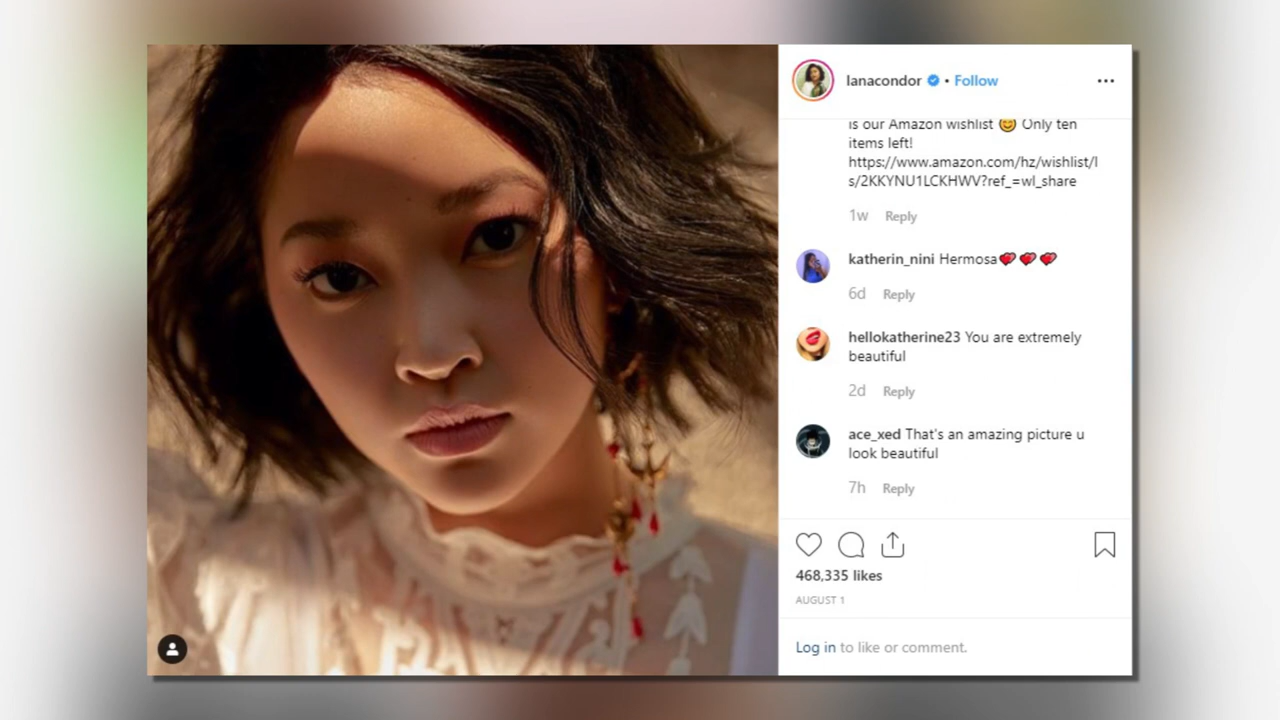 lanacondor • Follow
is our Amazon wishlist 😊 Only ten
items left!
https://www.amazon.com/hz/wishlist/l
s/2KKYNU1LCKHWV?ref_=wl_share
1w Reply
katherin_nini Hermosa💕💕💕
6d Reply
hellokatherine23 You are extremely
beautiful
2d Reply
ace_xed That's an amazing picture u
look beautiful
7h Reply
468,335 likes
AUGUST 1
Log in to like or comment.